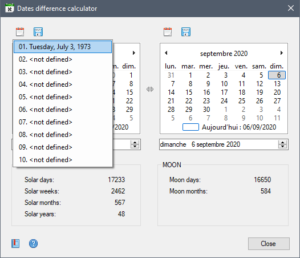 Dates difference calculator
01. Tuesday, July 3, 1973
02. <not defined>
03. <not defined>
04. <not defined>
05. <not defined>
06. <not defined>
07. <not defined>
08. <not defined>
09. <not defined>
10. <not defined>
dim.
/2020
septembre 2020
lun. mar. mer. jeu. ven. sam. dim.
31 1 2 3 4 5 6
7 8 9 10 11 12 13
14 15 16 17 18 19 20
21 22 23 24 25 26 27
28 29 30 1 2 3 4
5 6 7 8 9 10 11
Aujourd'hui : 06/09/2020
dimanche 6 septembre 2020
Solar days: 17233
Solar weeks: 2462
Solar months: 567
Solar years: 48
MOON
Moon days: 16650
Moon months: 584
Close